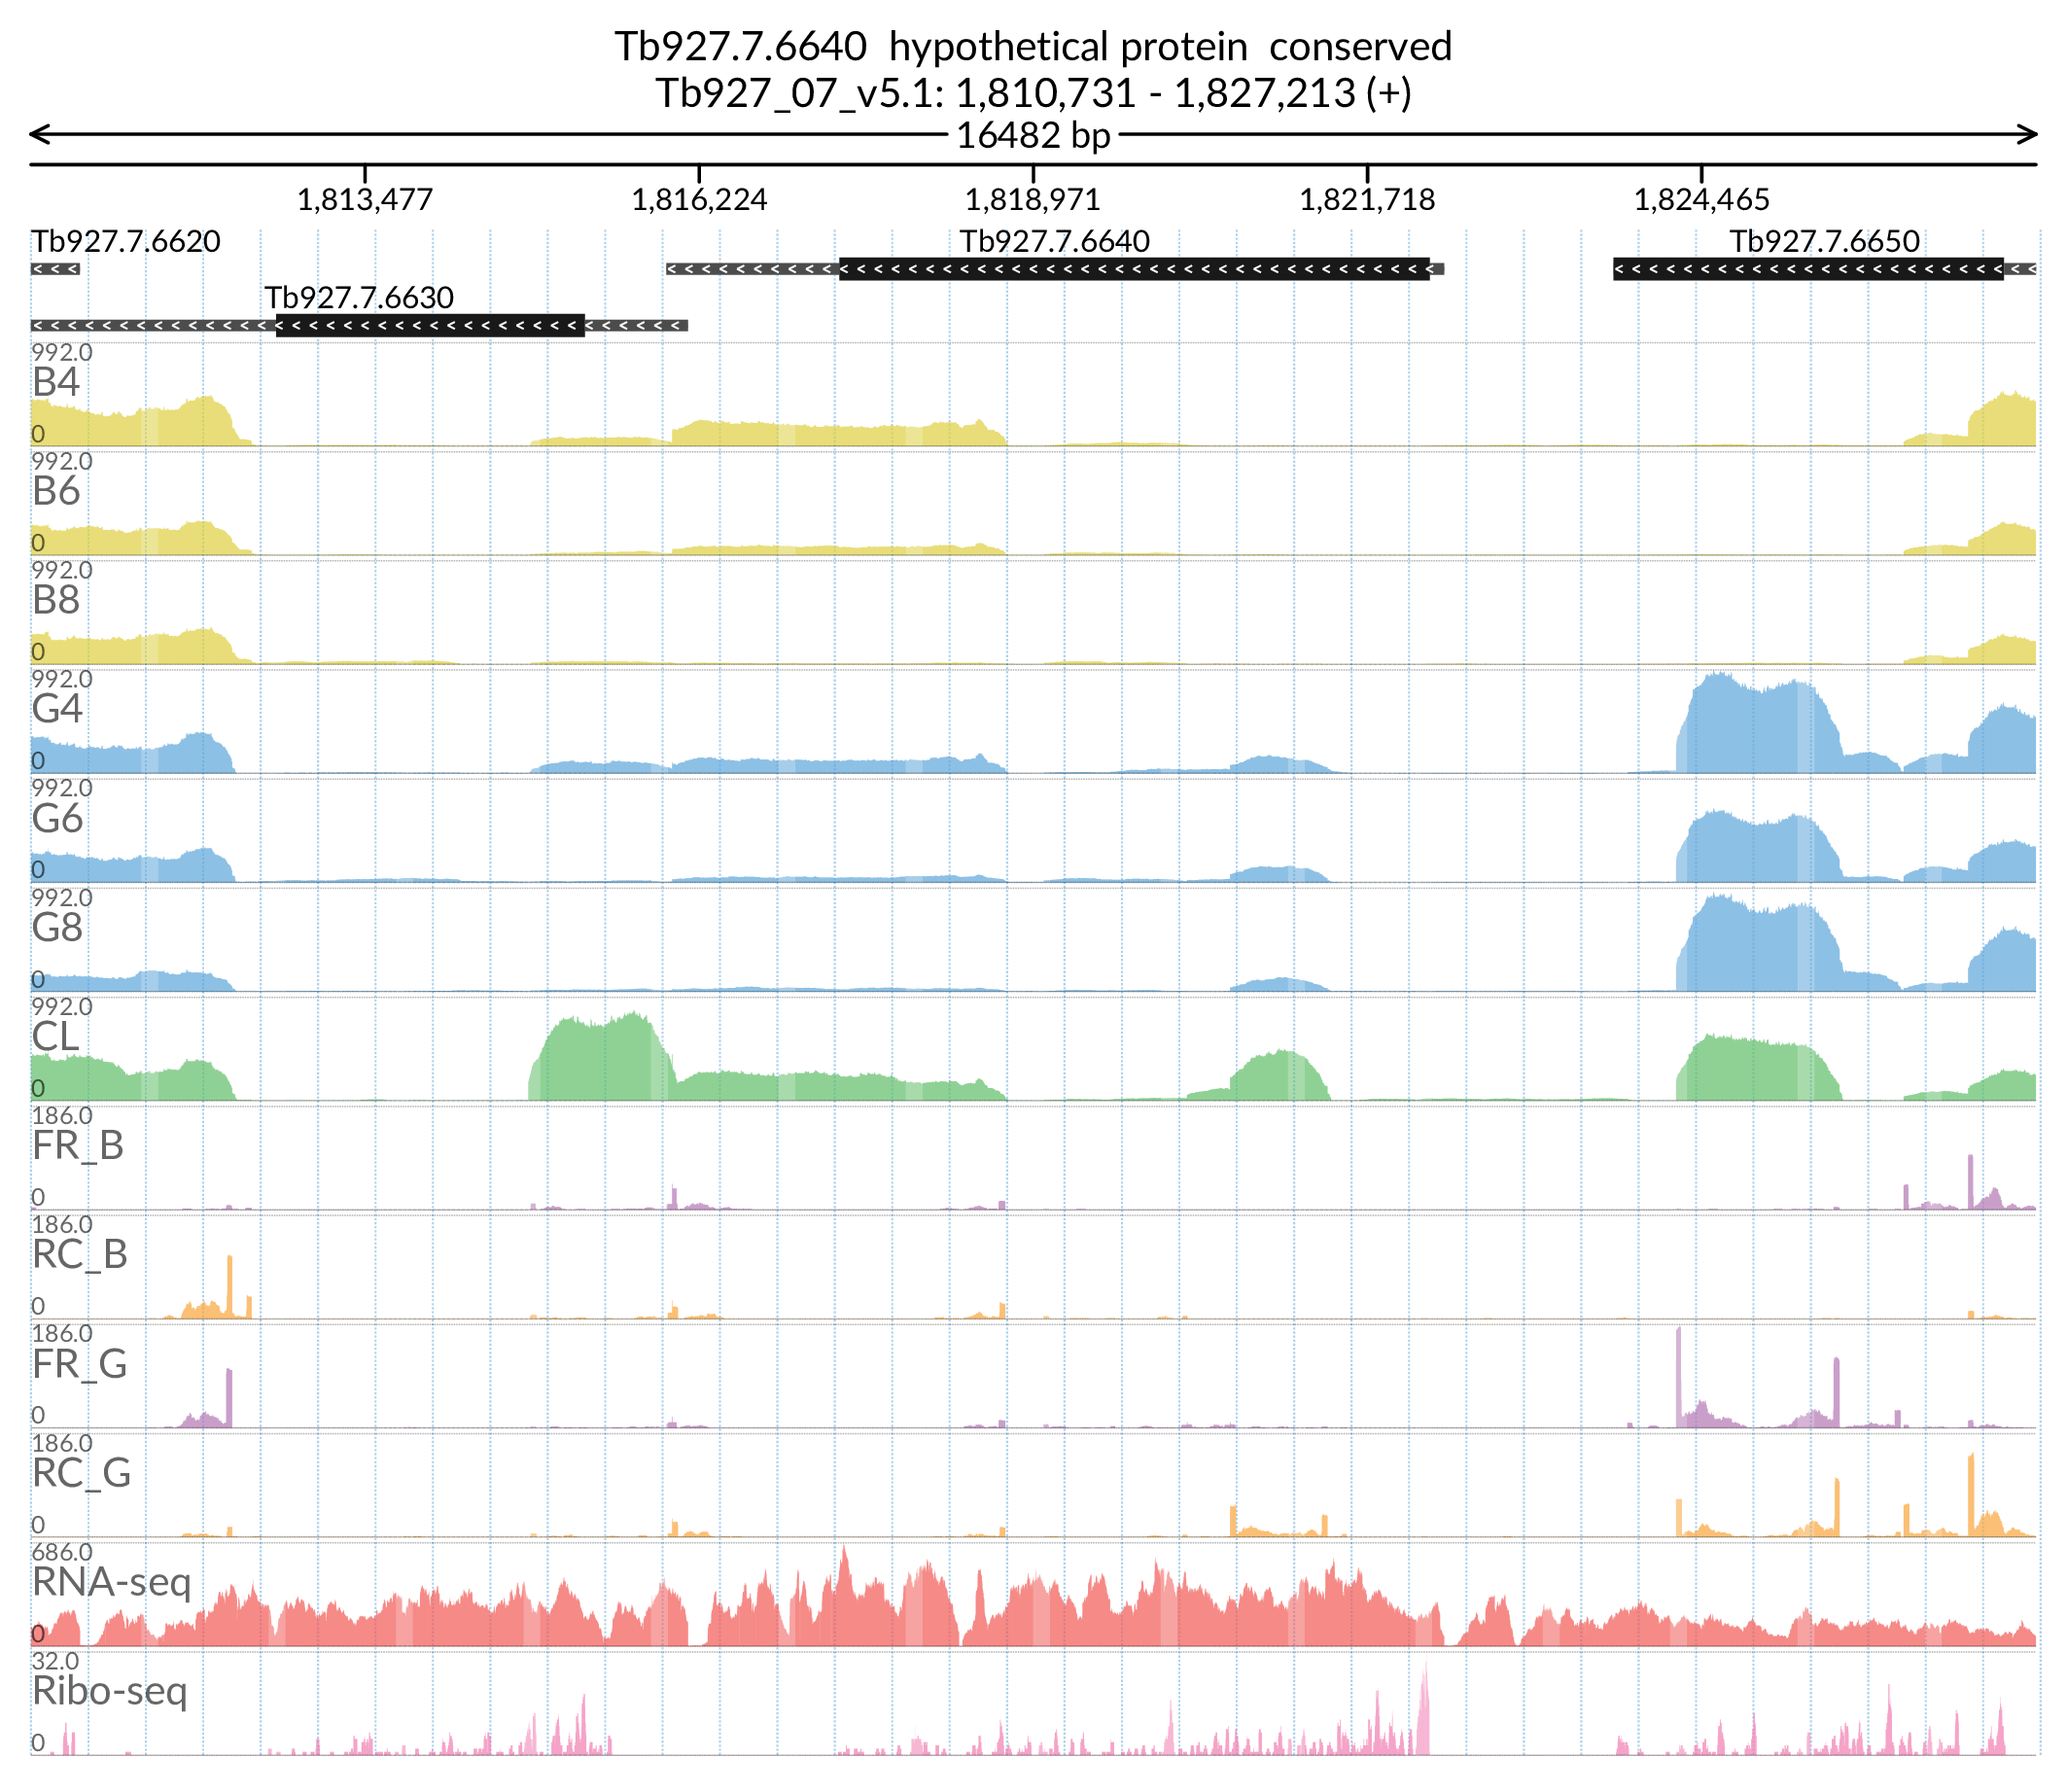 Tb927.7.6640  hypothetical protein  conserved
Tb927_07_v5.1: 1,810,731 - 1,827,213 (+)
16482 bp
1,813,477 1,816,224 1,818,971 1,821,718 1,824,465
Tb927.7.6620 Tb927.7.6640 Tb927.7.6650
Tb927.7.6630
992.0
B4
0
992.0
B6
0
992.0
B8
0
992.0
G4
0
992.0
G6
0
992.0
G8
0
992.0
CL
0
186.0
FR_B
0
186.0
RC_B
0
186.0
FR_G
0
186.0
RC_G
0
686.0
RNA-seq
0
32.0
Ribo-seq
0